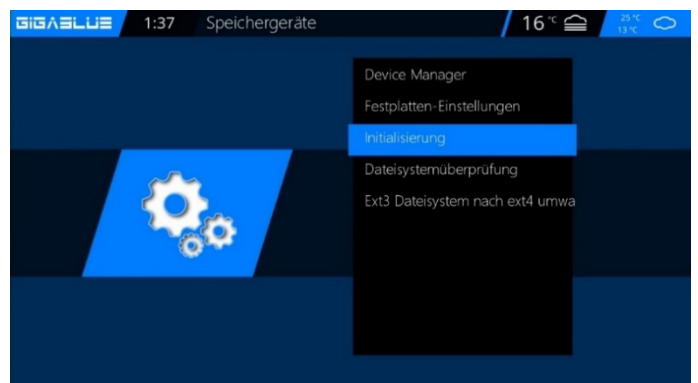 GIGABLUE 1:37 Speichergeräte 16 °C 25 °C
13 °C
Device Manager
Festplatten-Einstellungen
Initialisierung
Dateisystemüberprüfung
Ext3 Dateisystem nach ext4 umwa